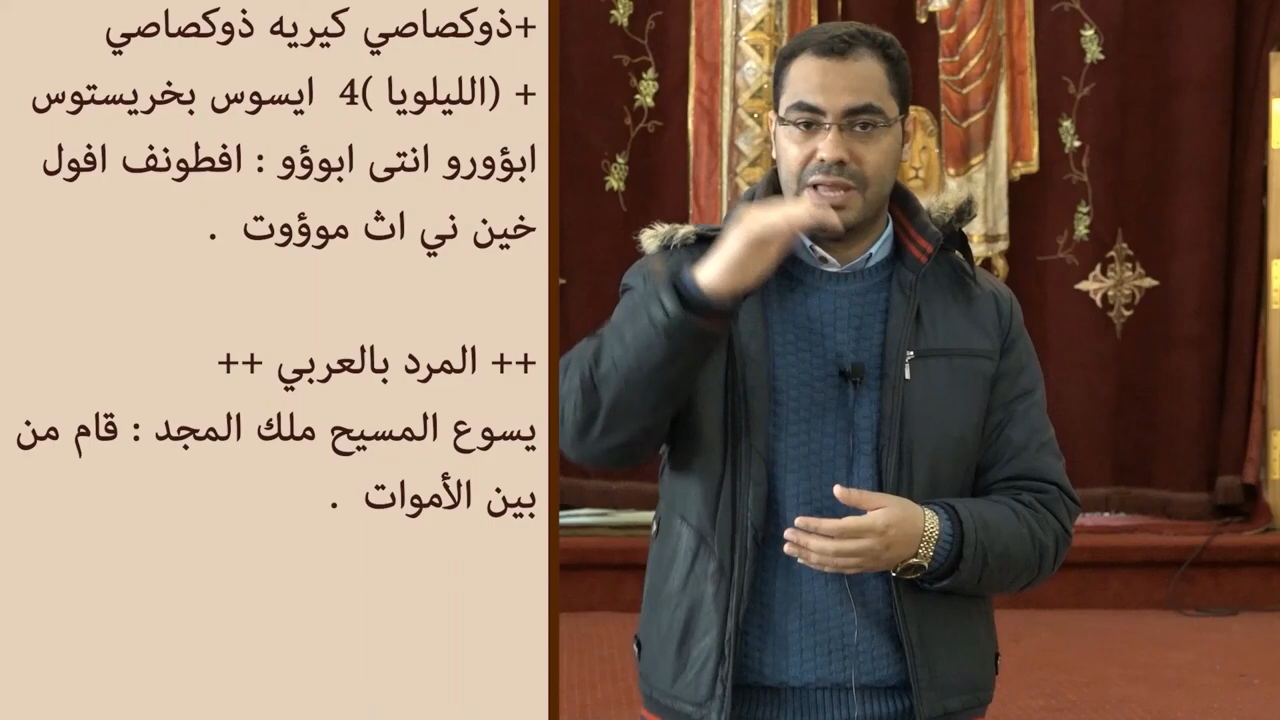 +ذوكصاصي كيريه ذوكصاصي
+ (الليلويا )4 ايسوس بخريستوس
ابؤورو انتى ابوؤو : افطونف افول
خين ني اث موؤوت .
++ المرد بالعربي ++
يسوع المسيح ملك المجد : قام من
بين الأموات .